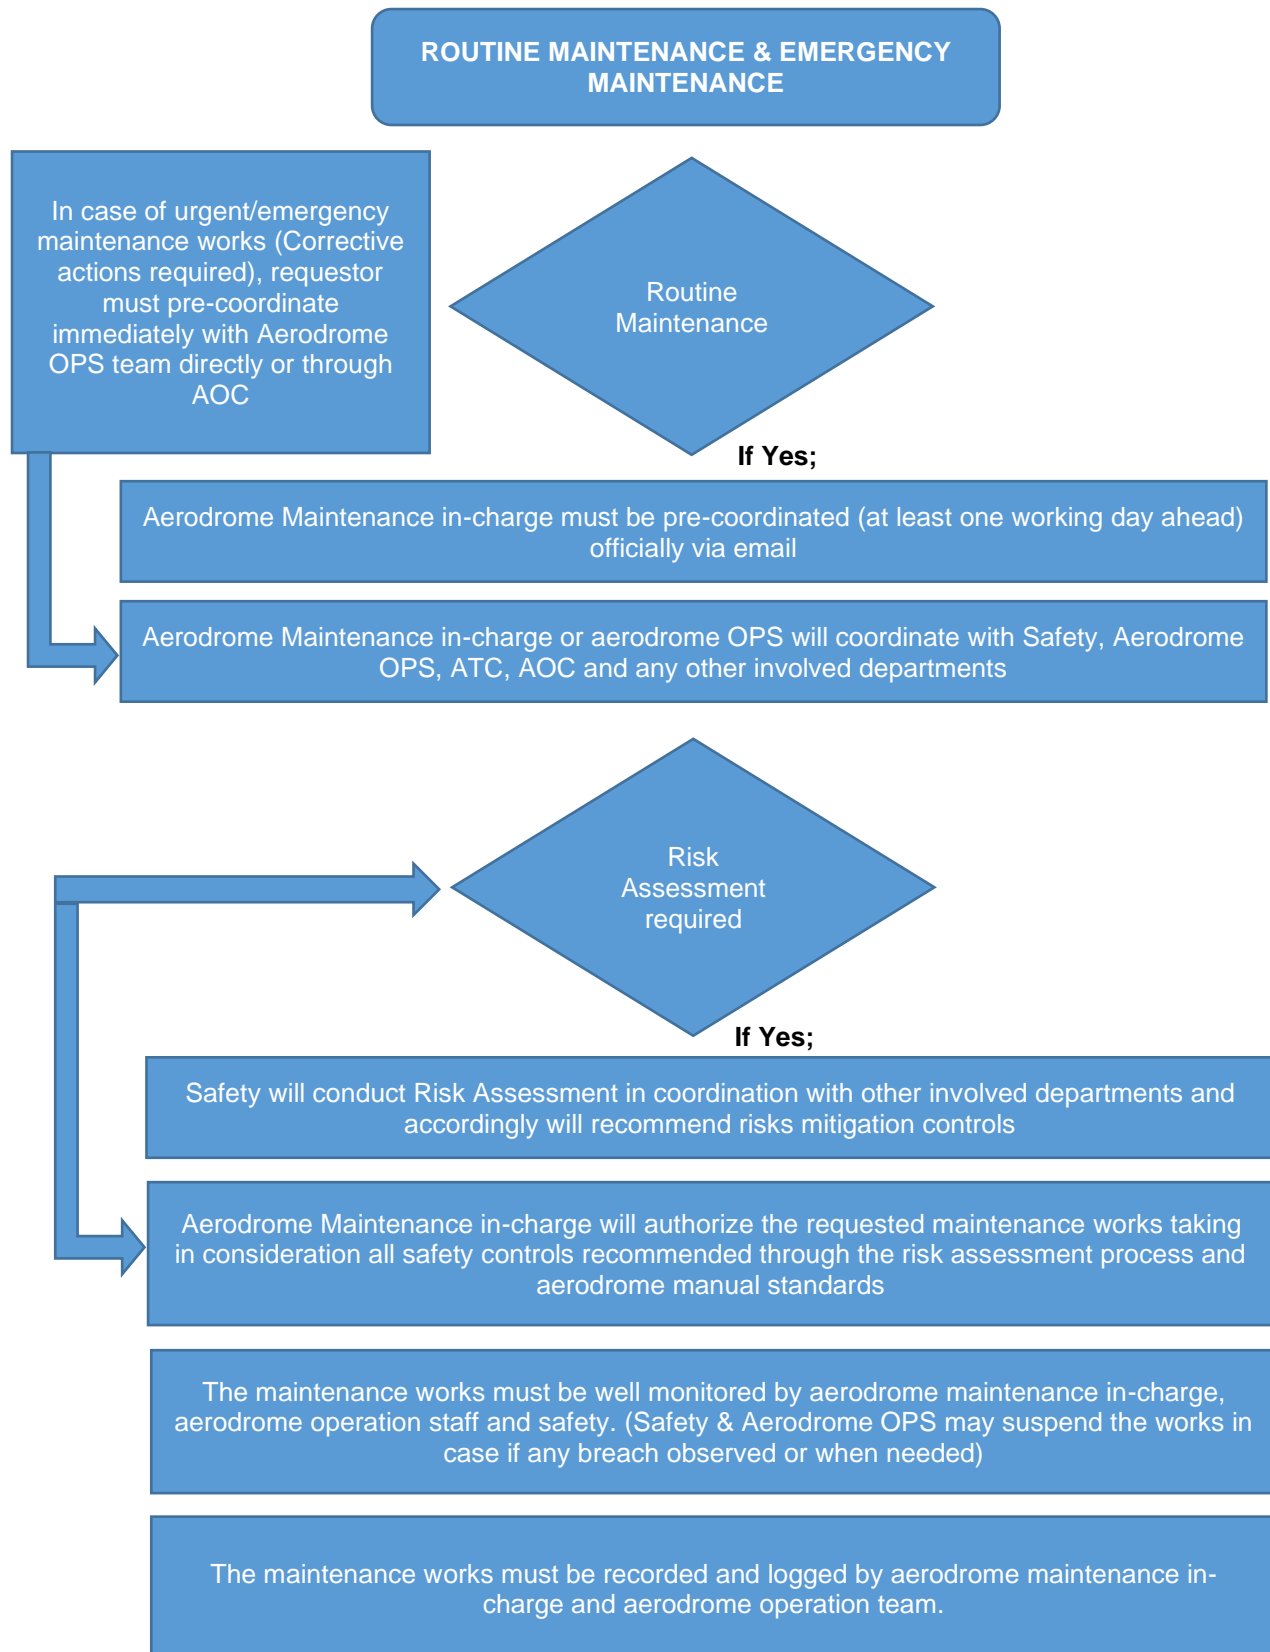 ROUTINE MAINTENANCE & EMERGENCY
MAINTENANCE
In case of urgent/emergency
maintenance works (Corrective
actions required), requestor
must pre-coordinate
immediately with Aerodrome
OPS team directly or through
AOC
Routine
Maintenance
If Yes;
Aerodrome Maintenance in-charge must be pre-coordinated (at least one working day ahead)
officially via email
Aerodrome Maintenance in-charge or aerodrome OPS will coordinate with Safety, Aerodrome
OPS, ATC, AOC and any other involved departments
Risk
Assessment
required
If Yes;
Safety will conduct Risk Assessment in coordination with other involved departments and
accordingly will recommend risks mitigation controls
Aerodrome Maintenance in-charge will authorize the requested maintenance works taking
in consideration all safety controls recommended through the risk assessment process and
aerodrome manual standards
The maintenance works must be well monitored by aerodrome maintenance in-charge,
aerodrome operation staff and safety. (Safety & Aerodrome OPS may suspend the works in
case if any breach observed or when needed)
The maintenance works must be recorded and logged by aerodrome maintenance in-
charge and aerodrome operation team.